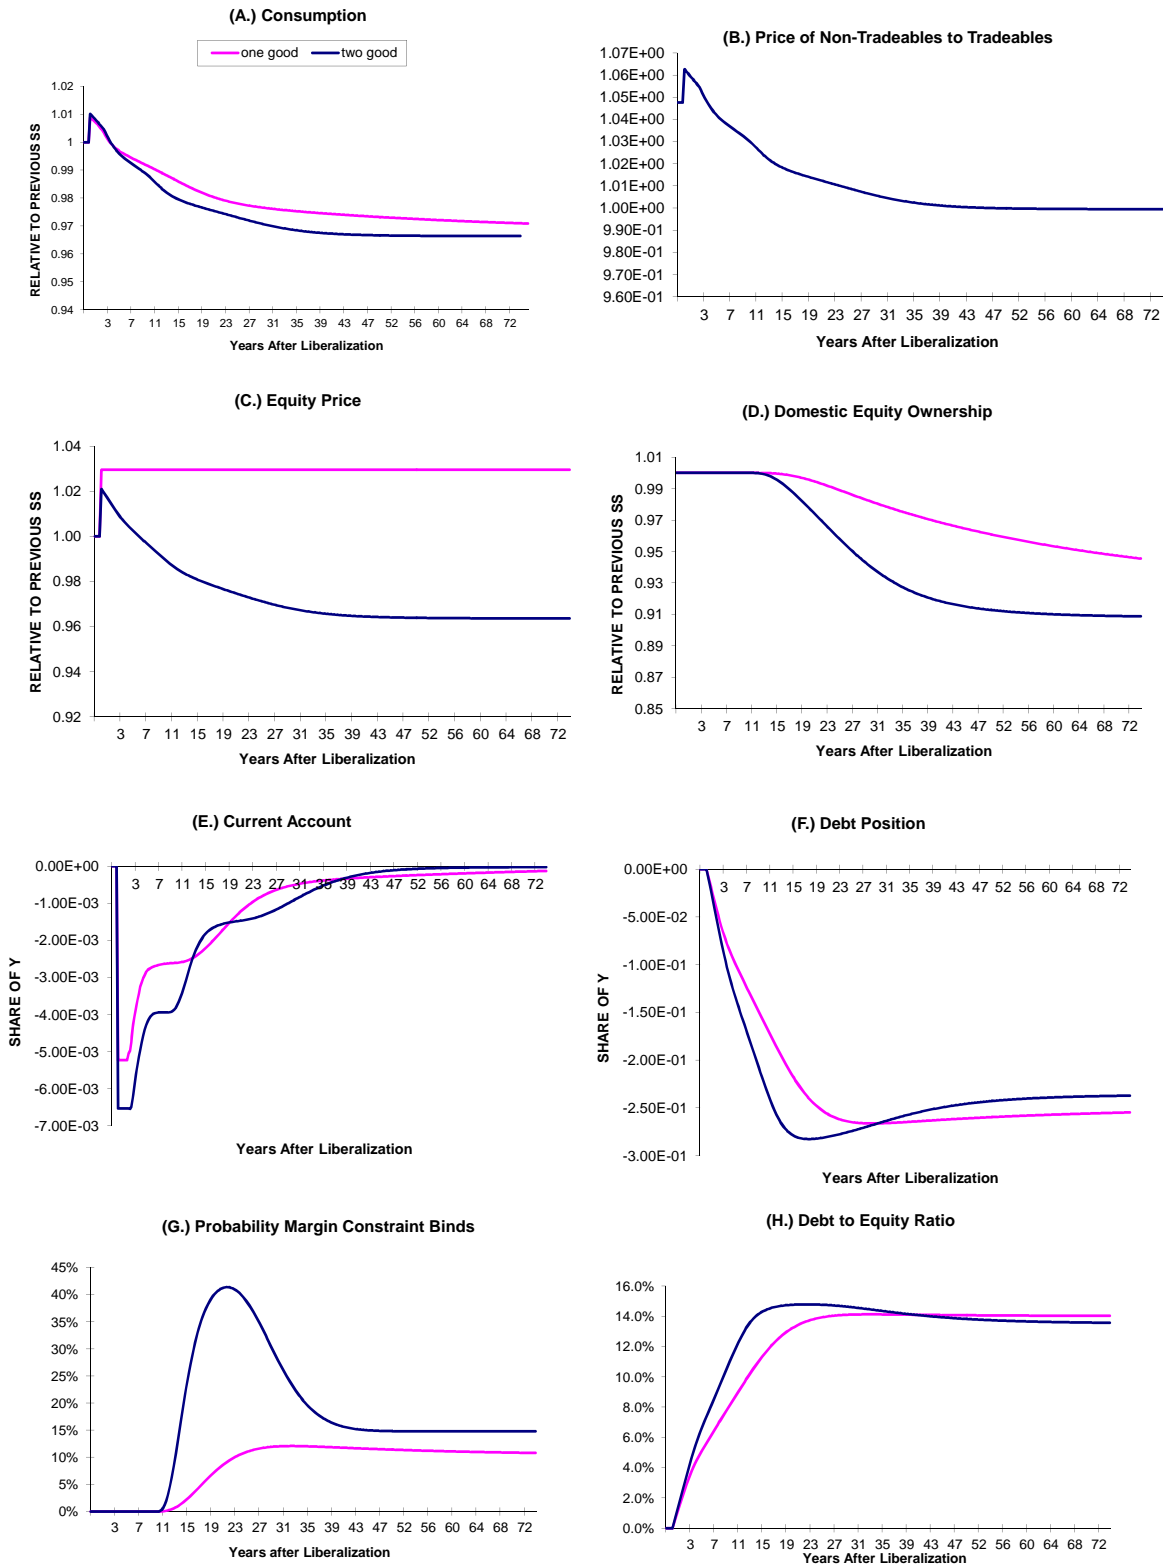 (A.) Consumption
one good two good
1.02
1.01
1
0.99
0.98
0.97
0.96
0.95
0.94
RELATIVE TO PREVIOUS SS
3 7 11 15 19 23 27 31 35 39 43 47 52 56 60 64 68 72
Years After Liberalization
(B.) Price of Non-Tradeables to Tradeables
1.07E+00
1.06E+00
1.05E+00
1.04E+00
1.03E+00
1.02E+00
1.01E+00
1.00E+00
9.90E-01
9.80E-01
9.70E-01
9.60E-01
3 7 11 15 19 23 27 31 35 39 43 47 52 56 60 64 68 72
Years After Liberalization
(C.) Equity Price
1.04
1.02
1.00
0.98
0.96
0.94
0.92
RELATIVE TO PREVIOUS SS
3 7 11 15 19 23 27 31 35 39 43 47 52 56 60 64 68 72
Years After Liberalization
(D.) Domestic Equity Ownership
1.01
0.99
0.97
0.95
0.93
0.91
0.89
0.87
0.85
RELATIVE TO PREVIOUS SS
3 7 11 15 19 23 27 31 35 39 43 47 52 56 60 64 68 72
Years After Liberalization
(E.) Current Account
0.00E+00
-1.00E-03
-2.00E-03
-3.00E-03
-4.00E-03
-5.00E-03
-6.00E-03
-7.00E-03
SHARE OF Y
3 7 11 15 19 23 27 31 35 39 43 47 52 56 60 64 68 72
Years After Liberalization
(F.) Debt Position
0.00E+00
-5.00E-02
-1.00E-01
-1.50E-01
-2.00E-01
-2.50E-01
-3.00E-01
SHARE OF Y
3 7 11 15 19 23 27 31 35 39 43 47 52 56 60 64 68 72
Years After Liberalization
(G.) Probability Margin Constraint Binds
45%
40%
35%
30%
25%
20%
15%
10%
5%
0%
3 7 11 15 19 23 27 31 35 39 43 47 52 56 60 64 68 72
Years after Liberalization
(H.) Debt to Equity Ratio
16.0%
14.0%
12.0%
10.0%
8.0%
6.0%
4.0%
2.0%
0.0%
3 7 11 15 19 23 27 31 35 39 43 47 52 56 60 64 68 72
Years After Liberalization